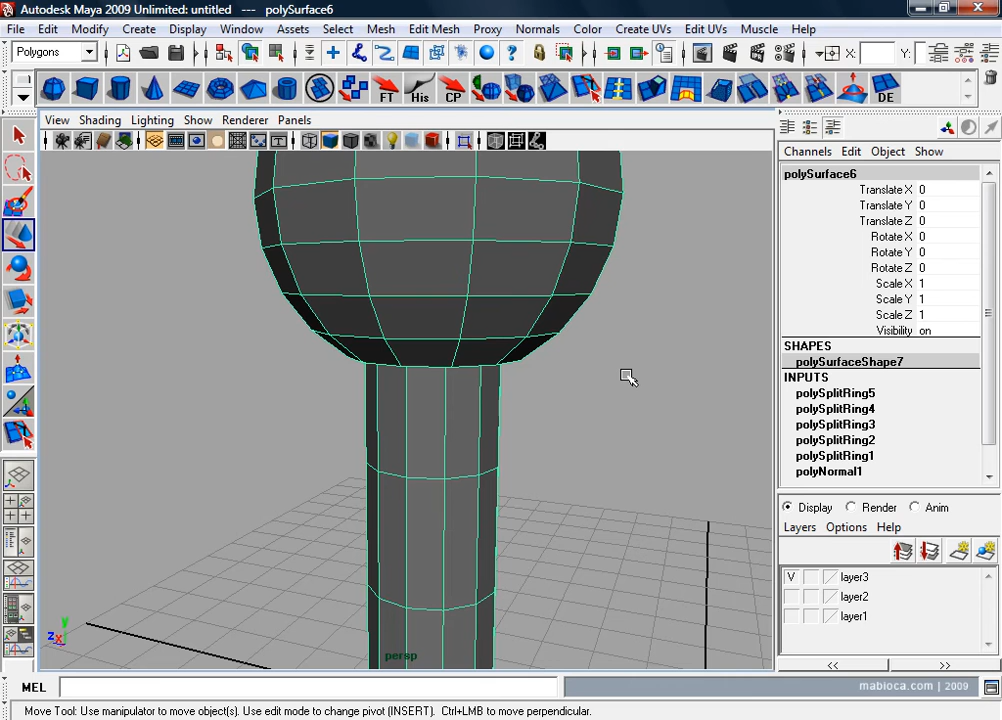 Autodesk Maya 2009 Unlimited: untitled --- polySurface6
File Edit Modify Create Display Window Assets Select Mesh Edit Mesh Proxy Normals Color Create UVs Edit UVs Muscle Help
Polygons X: Y:
FT His CP DE
View Shading Lighting Show Renderer Panels
Channels Edit Object Show
polySurface6
Translate X 0
Translate Y 0
Translate Z 0
Rotate X 0
Rotate Y 0
Rotate Z 0
Scale X 1
Scale Y 1
Scale Z 1
Visibility on
SHAPES
polySurfaceShape7
INPUTS
polySplitRing5
polySplitRing4
polySplitRing3
polySplitRing2
polySplitRing1
polyNormal1
Display Render Anim
Layers Options Help
V layer3
layer2
layer1
<< >>
y
z x
persp
MEL
mabioca.com | 2009
Move Tool: Use manipulator to move object(s). Use edit mode to change pivot (INSERT). Ctrl+LMB to move perpendicular.